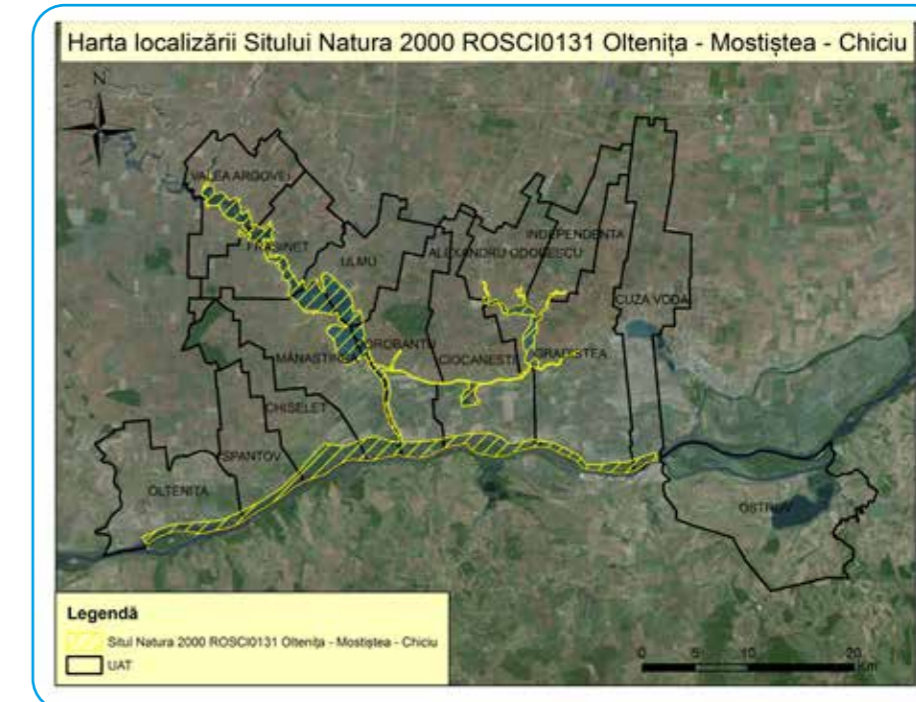 Harta localizării Sitului Natura 2000 ROSCI0131 Oltenița - Mostiștea - Chiciu
N
VALEA ARGOVEI
FRASINET
ULMU
INDEPENDENTA
ALEXANDRU ODOBESCU
CUZA VODA
DOROBANTU
MÂNASTIREA
CIOCANESTI
GRADISTEA
CHISELET
SPANTOV
OLTENITA
OSTROV
Legendă
Situl Natura 2000 ROSCI0131 Oltenița - Mostiștea - Chiciu
UAT
0 5 10 20
Km